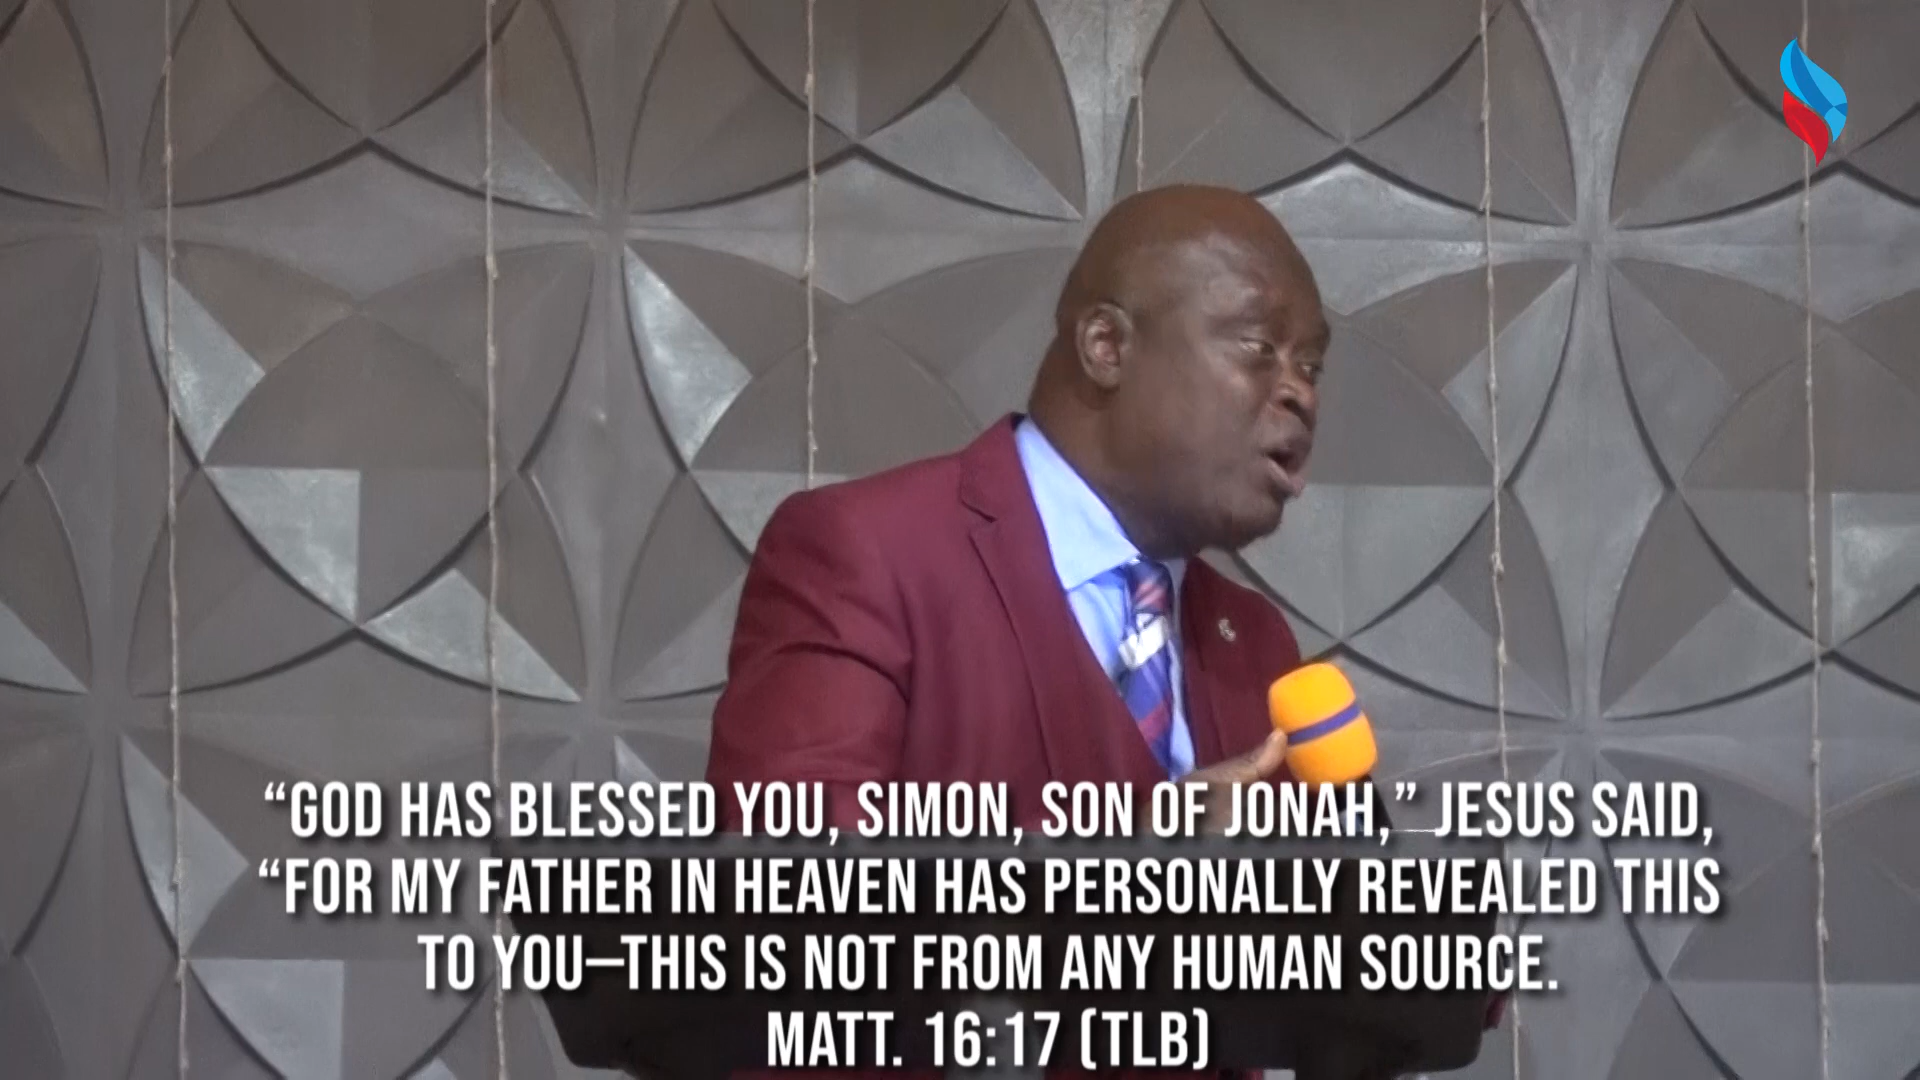 “GOD HAS BLESSED YOU, SIMON, SON OF JONAH,” JESUS SAID,
“FOR MY FATHER IN HEAVEN HAS PERSONALLY REVEALED THIS
TO YOU—THIS IS NOT FROM ANY HUMAN SOURCE.
MATT. 16:17 (TLB)